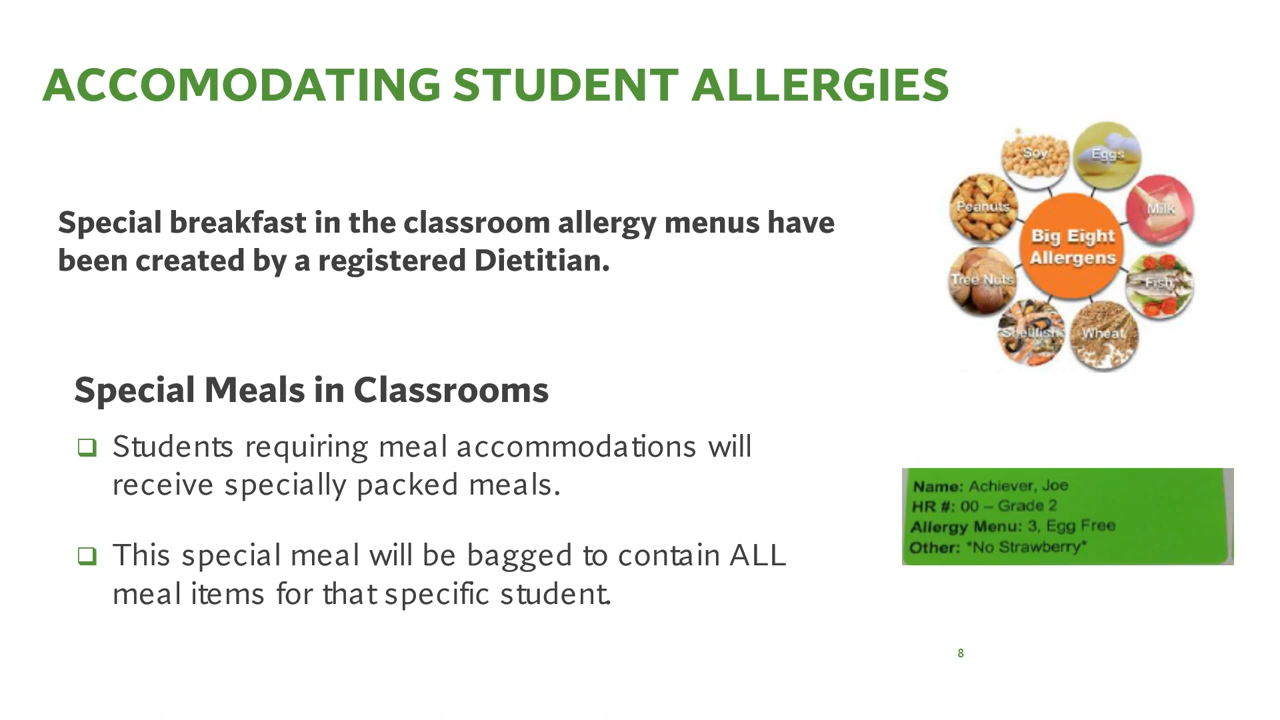 ACCOMODATING STUDENT ALLERGIES
Special breakfast in the classroom allergy menus have
been created by a registered Dietitian.
Special Meals in Classrooms
Students requiring meal accommodations will
receive specially packed meals.
This special meal will be bagged to contain ALL
meal items for that specific student.
Soy
Eggs
Peanuts
Milk
Big Eight
Allergens
Tree Nuts
Fish
Shellfish
Wheat
Name: Achiever, Joe
HR #: 00 – Grade 2
Allergy Menu: 3, Egg Free
Other: *No Strawberry*
8